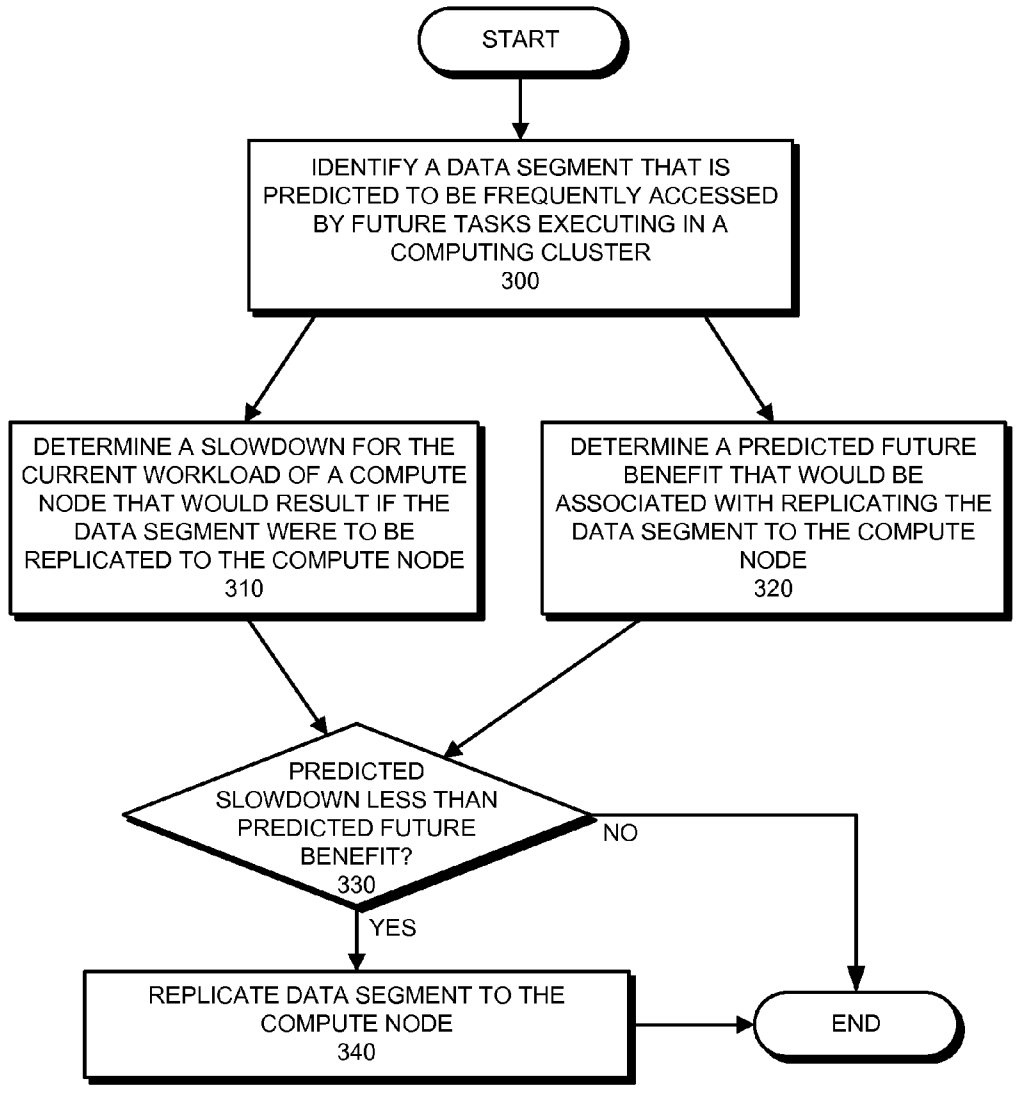 START
IDENTIFY A DATA SEGMENT THAT IS
PREDICTED TO BE FREQUENTLY ACCESSED
BY FUTURE TASKS EXECUTING IN A
COMPUTING CLUSTER
300
DETERMINE A SLOWDOWN FOR THE
CURRENT WORKLOAD OF A COMPUTE
NODE THAT WOULD RESULT IF THE
DATA SEGMENT WERE TO BE
REPLICATED TO THE COMPUTE NODE
310
DETERMINE A PREDICTED FUTURE
BENEFIT THAT WOULD BE
ASSOCIATED WITH REPLICATING THE
DATA SEGMENT TO THE COMPUTE
NODE
320
PREDICTED
SLOWDOWN LESS THAN
PREDICTED FUTURE
BENEFIT?
330
NO
YES
REPLICATE DATA SEGMENT TO THE
COMPUTE NODE
340
END